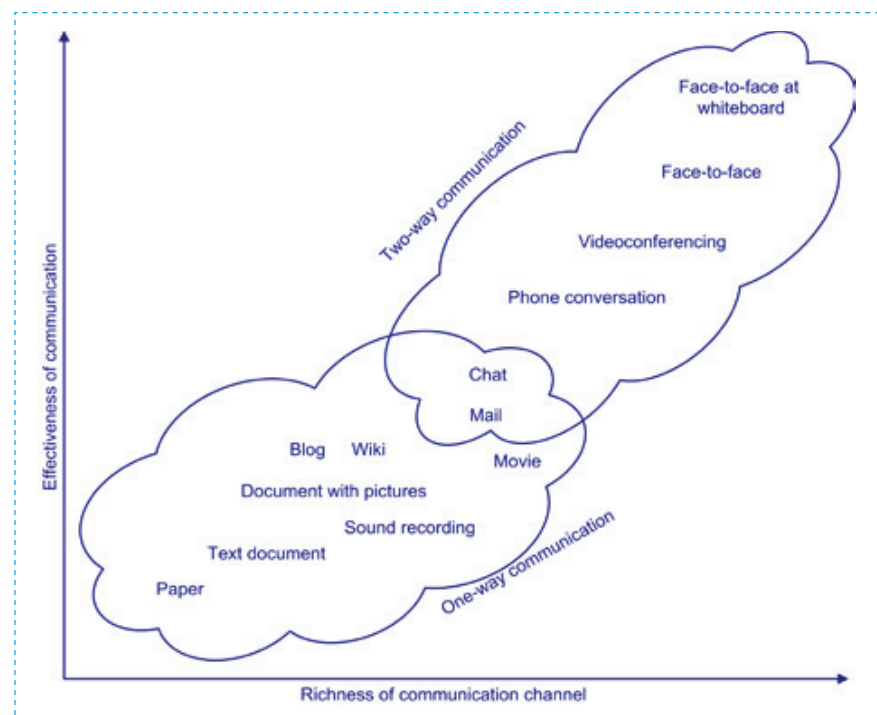 Face-to-face at
whiteboard
Two-way communication
Face-to-face
Videoconferencing
Phone conversation
Effectiveness of communication
Chat
Mail
Blog
Wiki
Movie
Document with pictures
Sound recording
Text document
One-way communication
Paper
Richness of communication channel